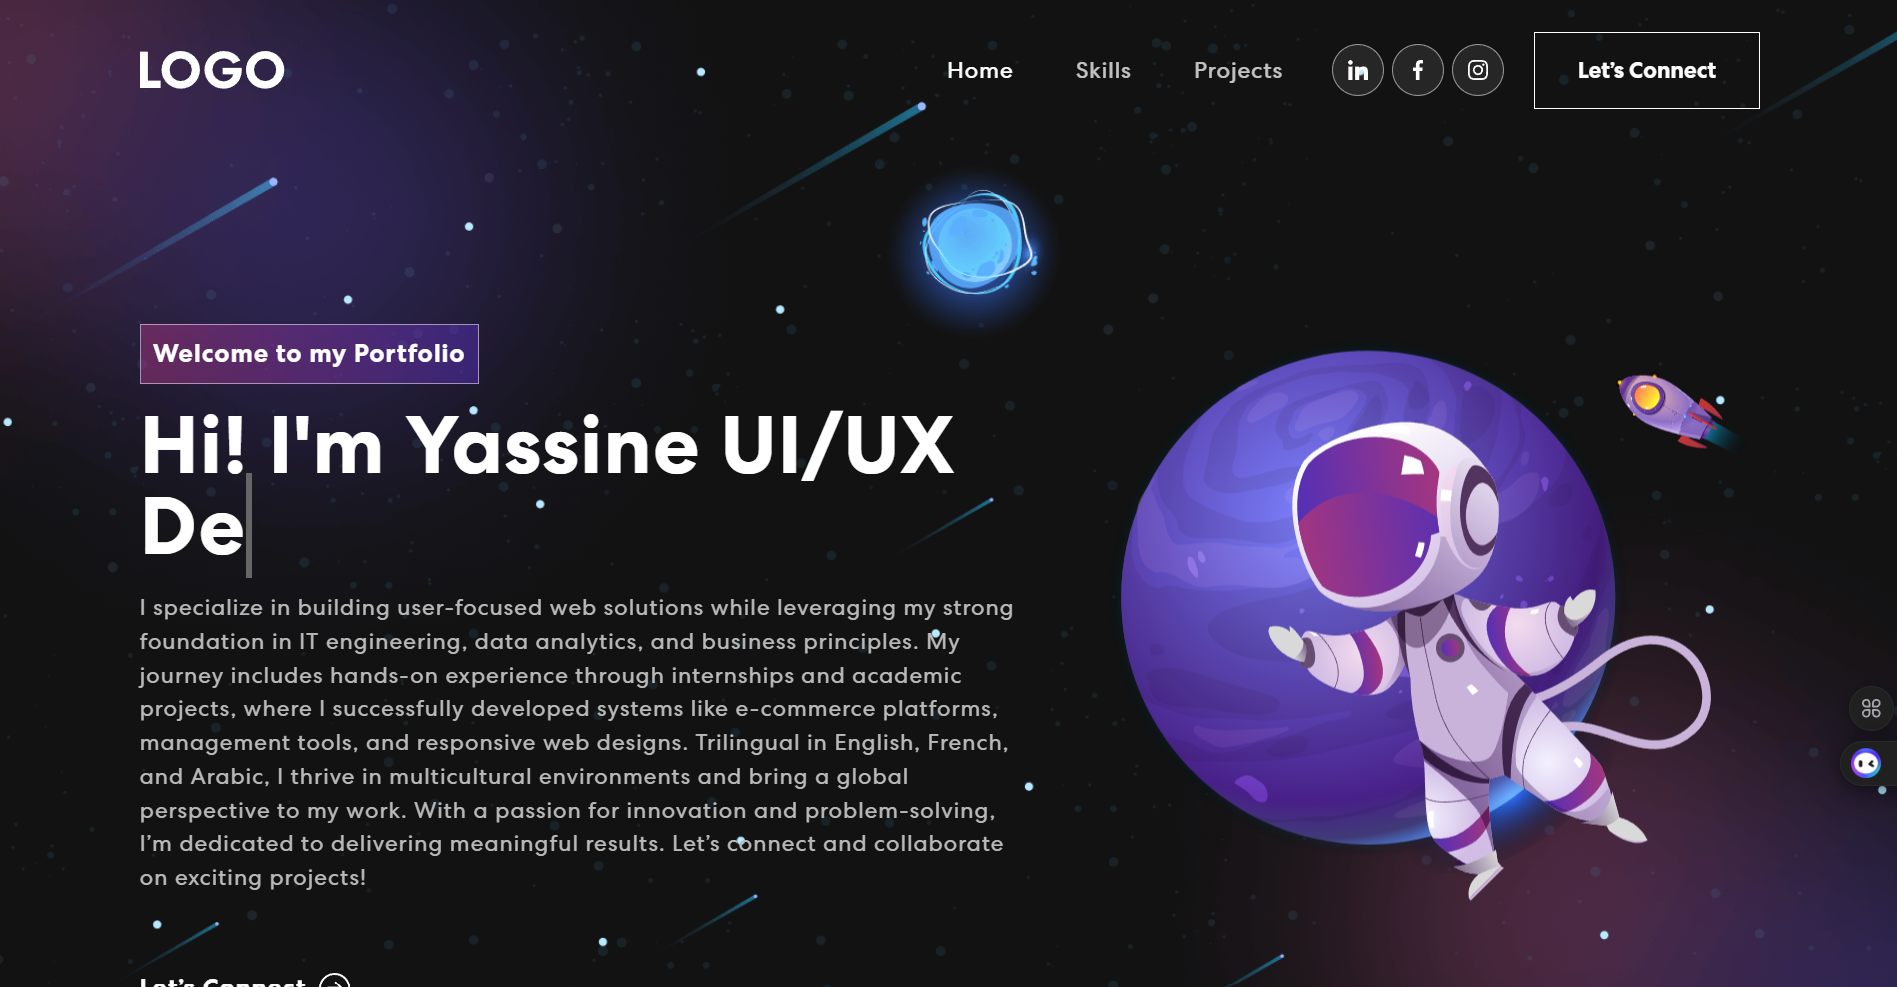 LOGO
Home
Skills
Projects
in
f
Let’s Connect
Welcome to my Portfolio
Hi! I'm Yassine UI/UX
De
I specialize in building user-focused web solutions while leveraging my strong
foundation in IT engineering, data analytics, and business principles. My
journey includes hands-on experience through internships and academic
projects, where I successfully developed systems like e-commerce platforms,
management tools, and responsive web designs. Trilingual in English, French,
and Arabic, I thrive in multicultural environments and bring a global
perspective to my work. With a passion for innovation and problem-solving,
I’m dedicated to delivering meaningful results. Let’s connect and collaborate
on exciting projects!
Let’s Connect